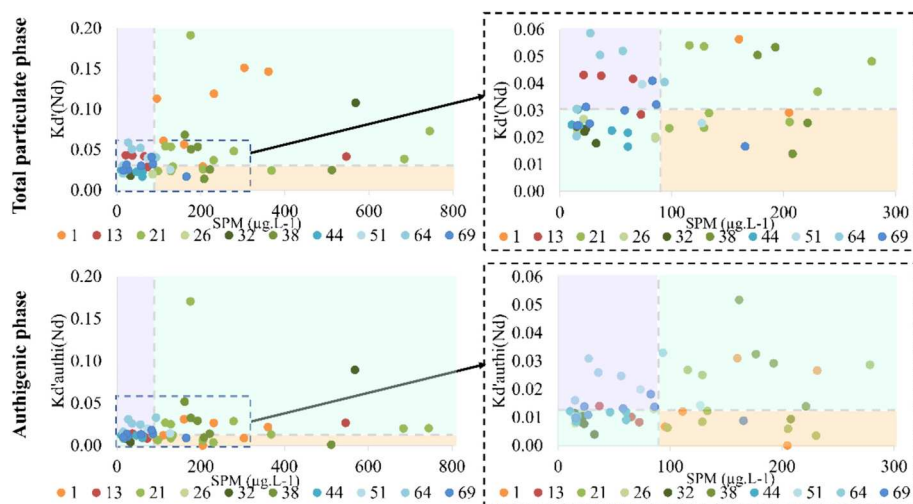 Total particulate phase
Kd'(Nd)
0.20
0.15
0.10
0.05
0.00
0 200 400 600 800
SPM (µg.L-1)
1 13 21 26 32 38 44 51 64 69
Kd'(Nd)
0.06
0.05
0.04
0.03
0.02
0.01
0.00
0 100 200 300
SPM (µg.L-1)
1 13 21 26 32 38 44 51 64 69
Authigenic phase
Kd'authi(Nd)
0.20
0.15
0.10
0.05
0.00
0 200 400 600 800
SPM (µg.L-1)
1 13 21 26 32 38 44 51 64 69
Kd'authi(Nd)
0.06
0.05
0.04
0.03
0.02
0.01
0.00
0 100 200 300
SPM (µg.L-1)
1 13 21 26 32 38 44 51 64 69